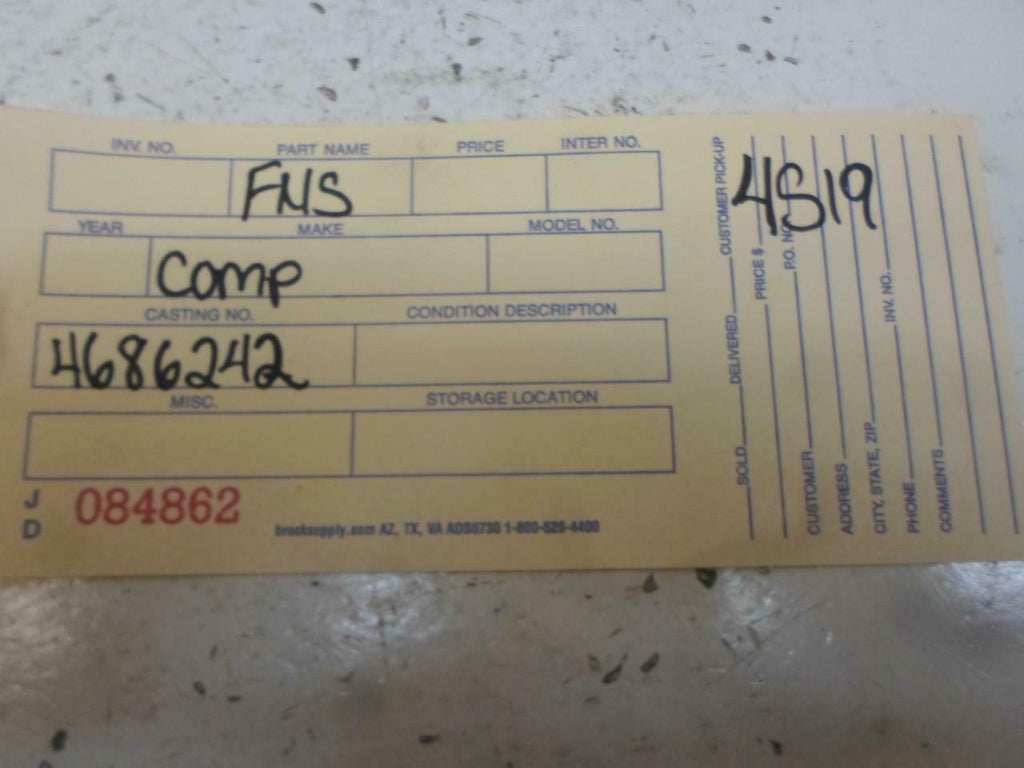 INV. NO. PART NAME PRICE INTER NO.
FHS
YEAR MAKE MODEL NO.
Comp
CASTING NO. CONDITION DESCRIPTION
4686242
MISC. STORAGE LOCATION
J D 084862
brocksupply.com AZ, TX, VA ADS6730 1-800-528-4400
4S19
SOLD DELIVERED CUSTOMER PICK-UP
PRICE $
P.O. NO.
CUSTOMER
ADDRESS
CITY, STATE, ZIP INV. NO.
PHONE
COMMENTS